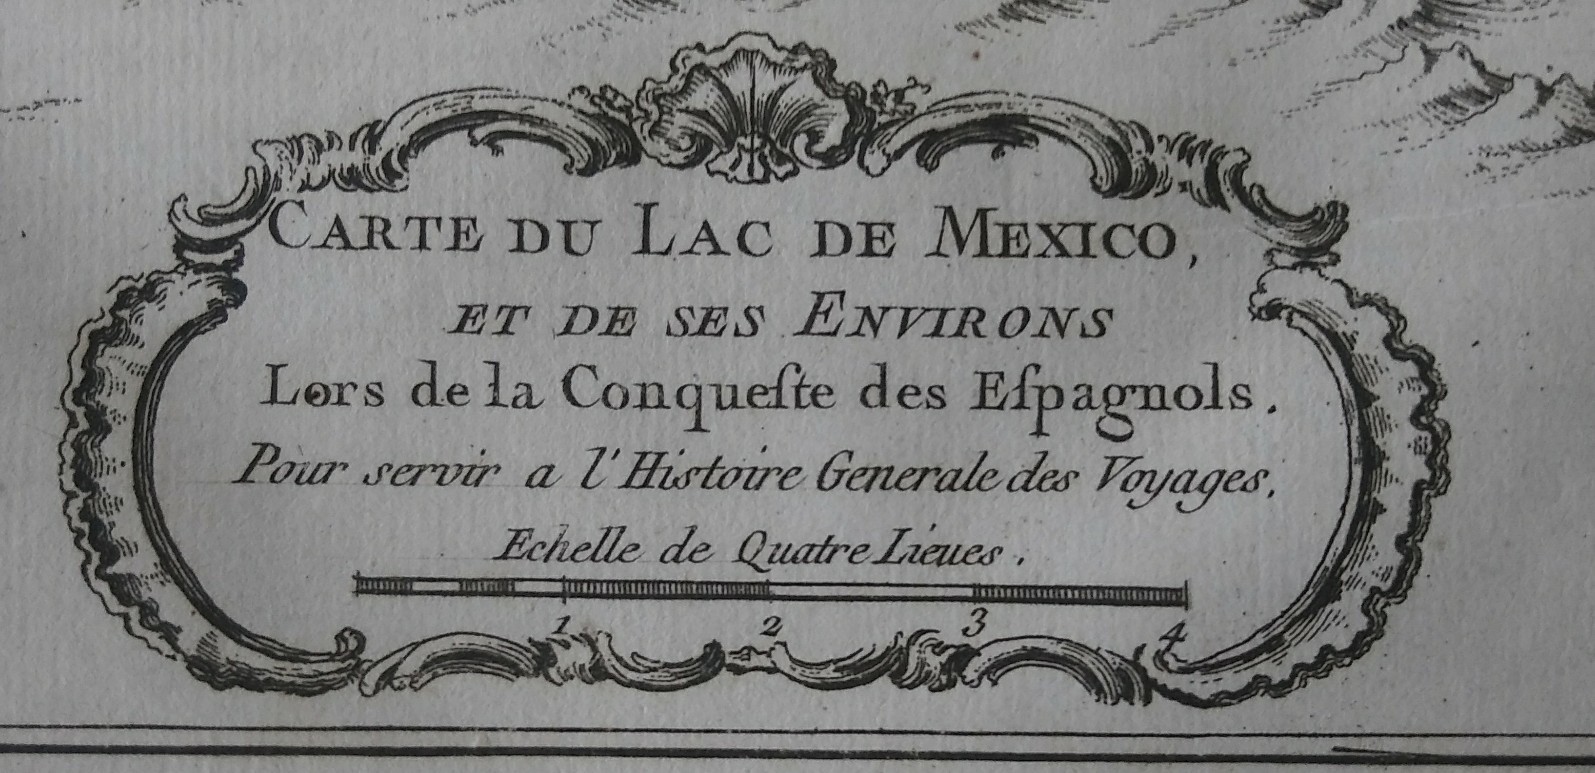 CARTE DU LAC DE MEXICO,
ET DE SES ENVIRONS
Lors de la Conqueſte des Eſpagnols.
Pour servir a l'Histoire Generale des Voyages.
Echelle de Quatre Lieues.
1 2 3 4